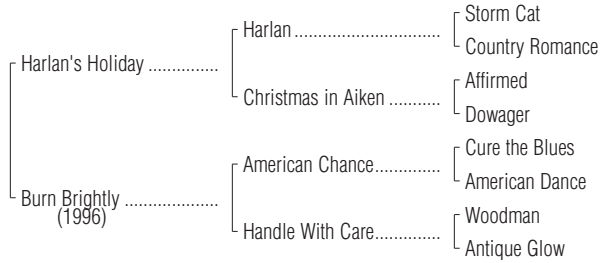 Storm Cat
Harlan..............................
Country Romance
Harlan's Holiday ..............
Affirmed
Christmas in Aiken ...........
Dowager
Cure the Blues
American Chance..............
American Dance
Burn Brightly ...................
(1996)
Woodman
Handle With Care..............
Antique Glow